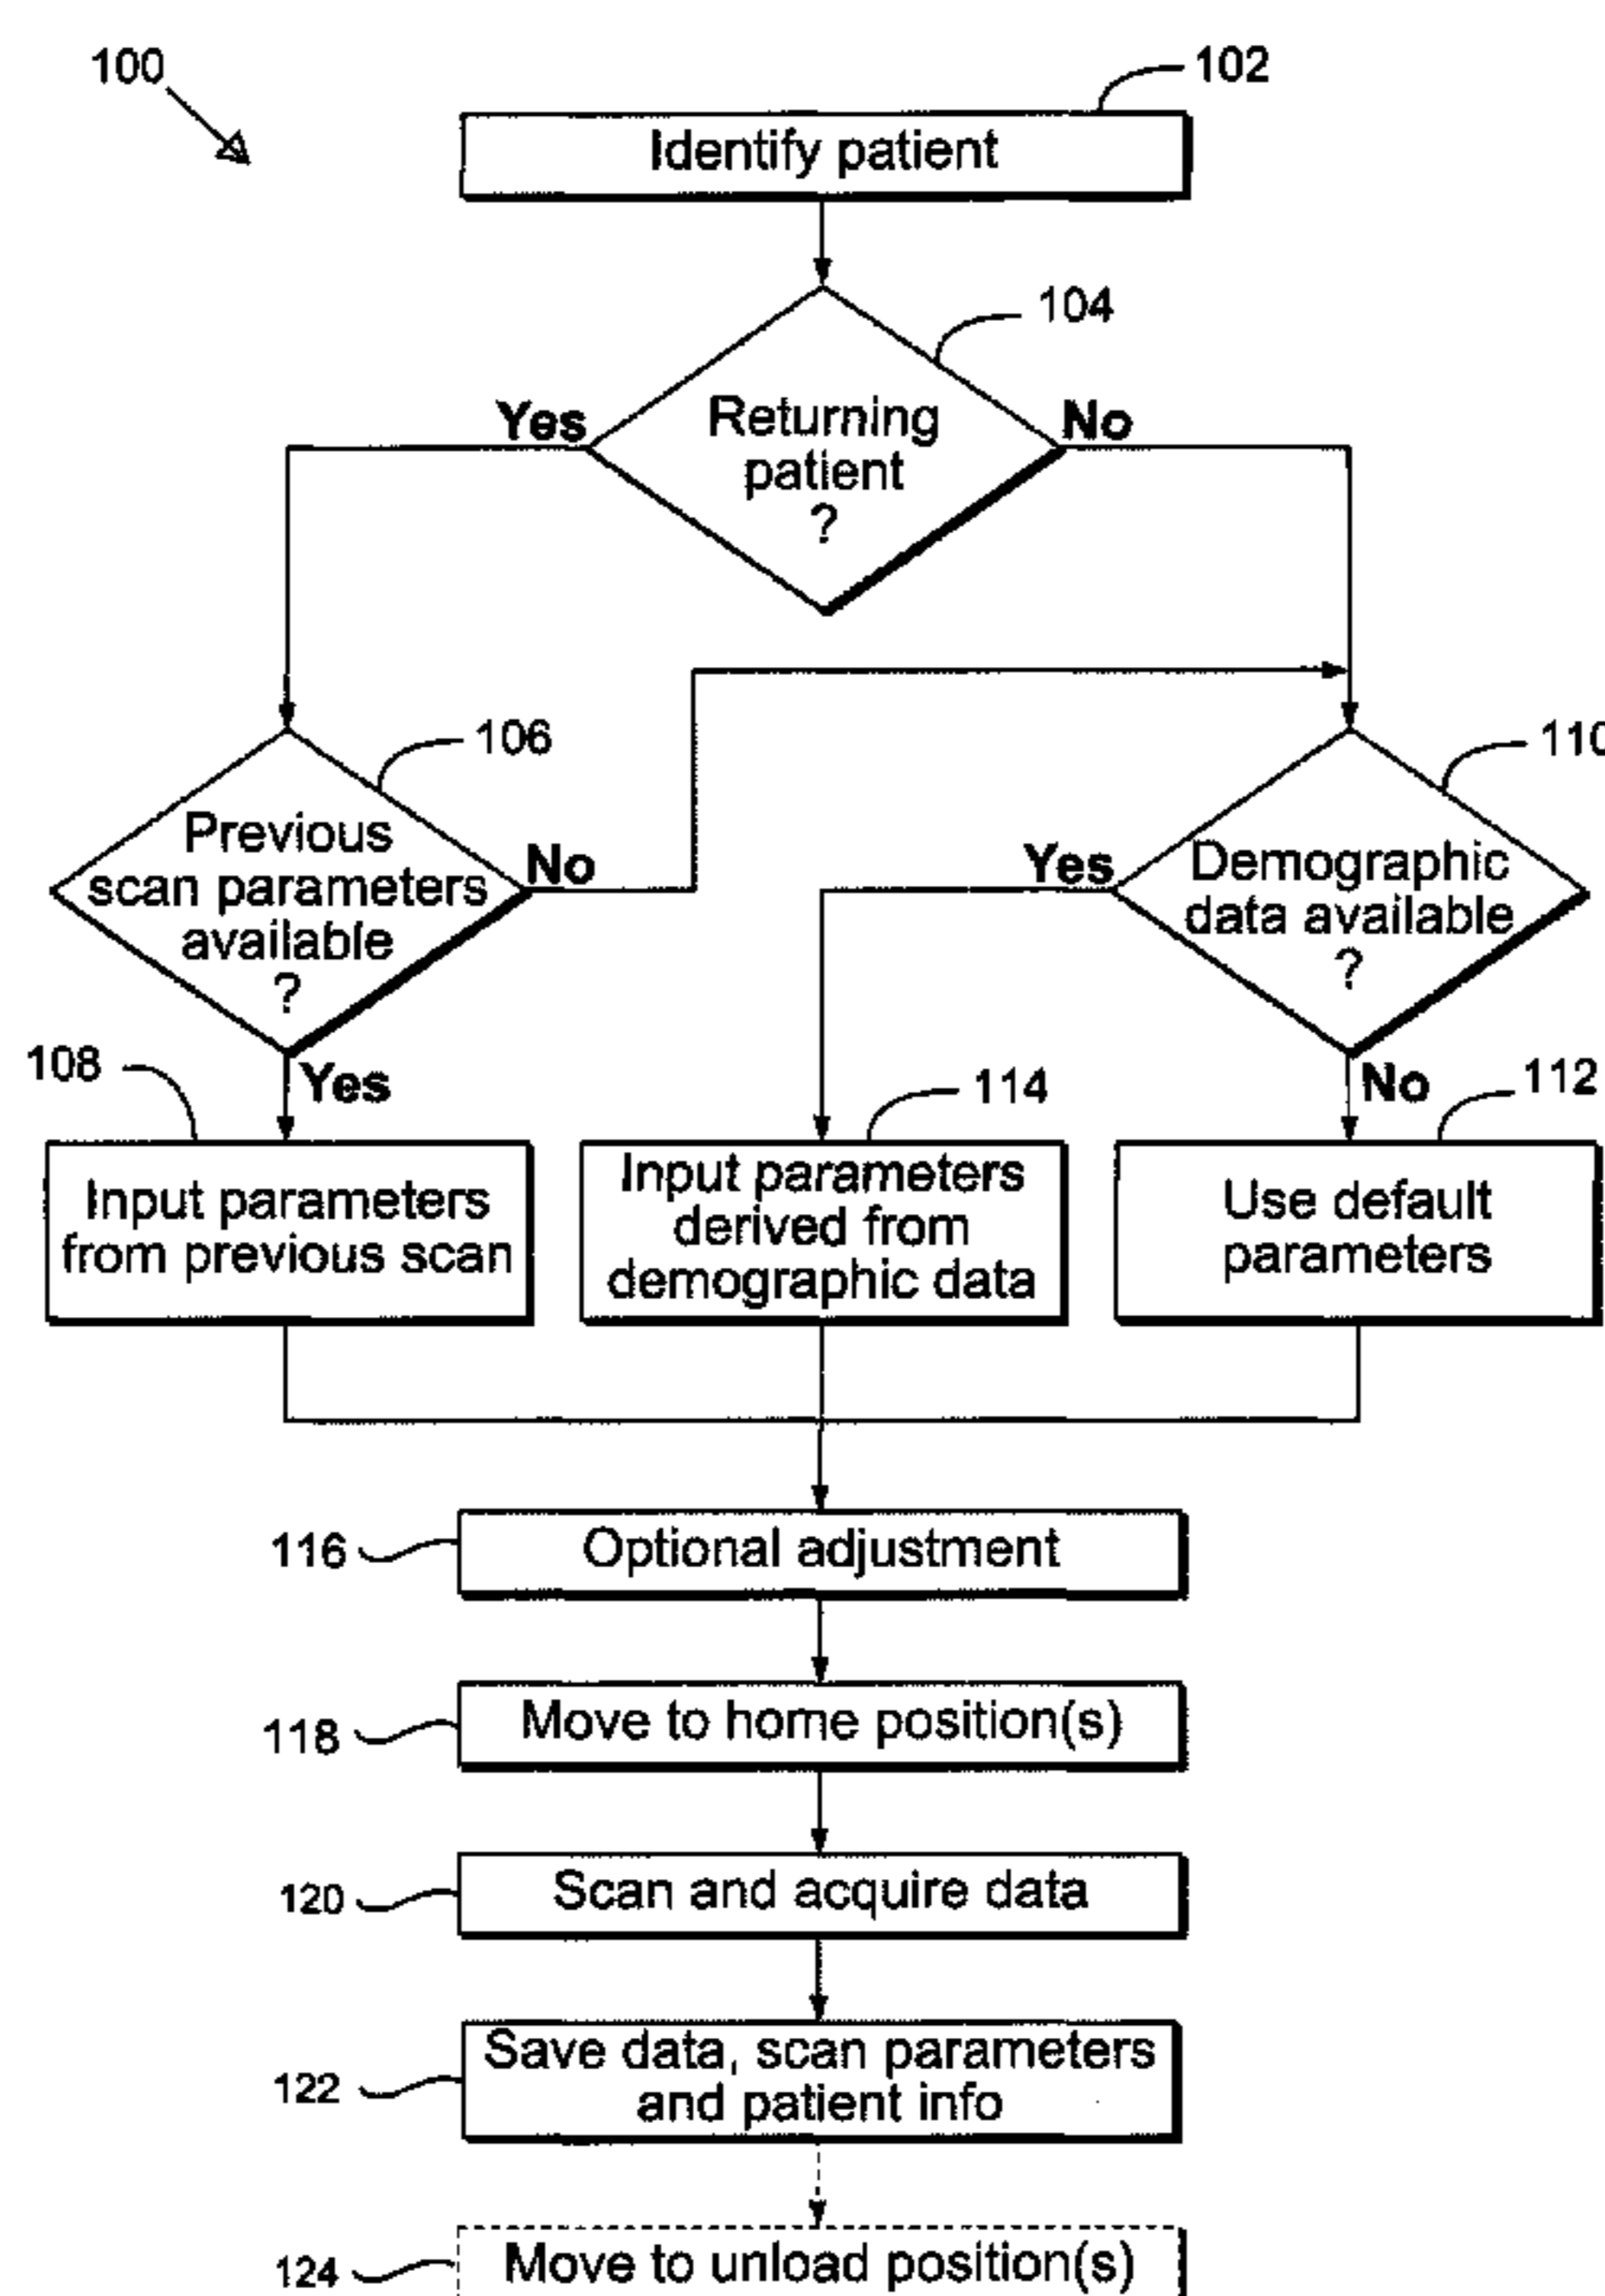 100
102
Identify patient
104
Yes
Returning
No
patient
?
106
110
Previous
scan parameters
available
?
No
Yes
Demographic
data available
?
108
Yes
114
No
112
Input parameters
from previous scan
Input parameters
derived from
demographic data
Use default
parameters
116
Optional adjustment
118
Move to home position(s)
120
Scan and acquire data
122
Save data, scan parameters
and patient info
124
Move to unload position(s)